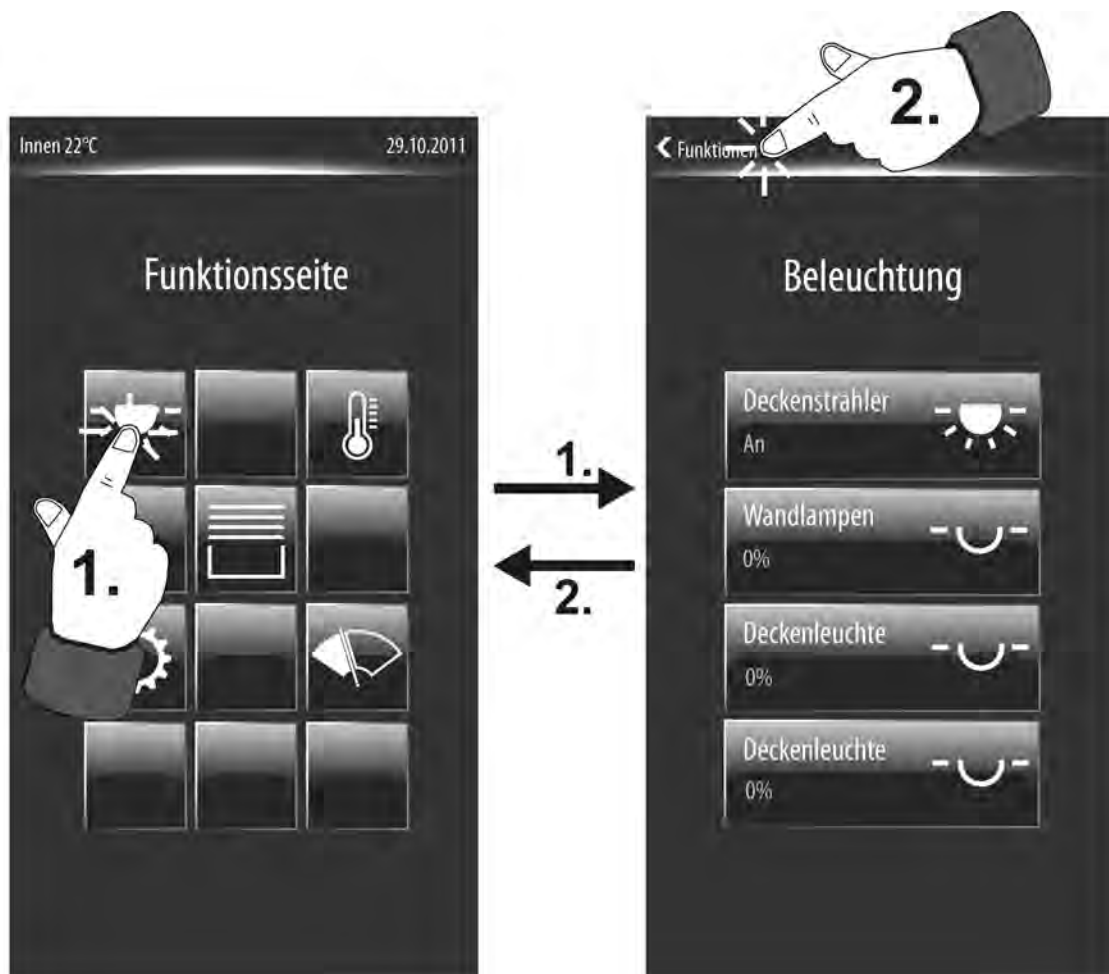 Innen 22°C 29.10.2011
Funktionsseite
1.
1.
2.
2.
Funktionen
Beleuchtung
Deckenstrahler
An
Wandlampen
0%
Deckenleuchte
0%
Deckenleuchte
0%